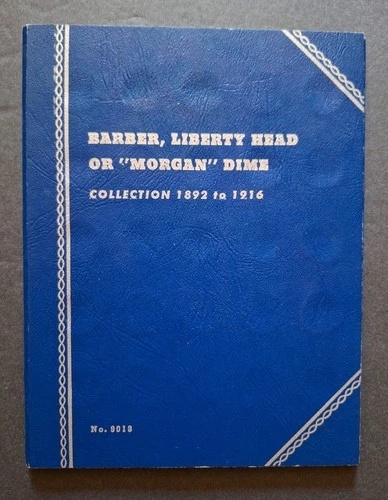 BARBER, LIBERTY HEAD
OR "MORGAN" DIME
COLLECTION 1892 to 1916
No. 9013